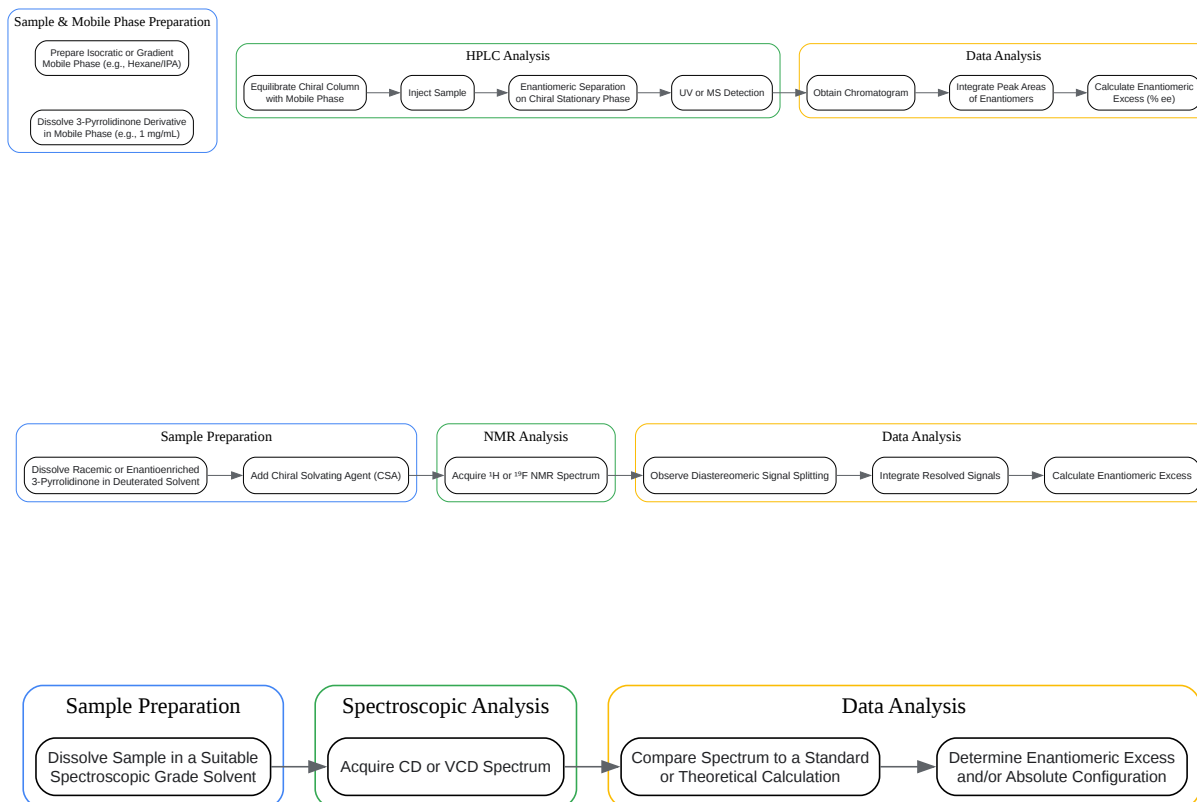 Sample & Mobile Phase Preparation
Prepare Isocratic or Gradient
Mobile Phase (e.g., Hexane/IPA)
Dissolve 3-Pyrrolidinone Derivative
in Mobile Phase (e.g., 1 mg/mL)
HPLC Analysis
Equilibrate Chiral Column
with Mobile Phase
Inject Sample
Enantiomeric Separation
on Chiral Stationary Phase
UV or MS Detection
Data Analysis
Obtain Chromatogram
Integrate Peak Areas
of Enantiomers
Calculate Enantiomeric
Excess (% ee)
Sample Preparation
Dissolve Racemic or Enantioenriched
3-Pyrrolidinone in Deuterated Solvent
Add Chiral Solvating Agent (CSA)
NMR Analysis
Acquire ¹H or ¹⁹F NMR Spectrum
Data Analysis
Observe Diastereomeric Signal Splitting
Integrate Resolved Signals
Calculate Enantiomeric Excess
Sample Preparation
Dissolve Sample in a Suitable
Spectroscopic Grade Solvent
Spectroscopic Analysis
Acquire CD or VCD Spectrum
Data Analysis
Compare Spectrum to a Standard
or Theoretical Calculation
Determine Enantiomeric Excess
and/or Absolute Configuration